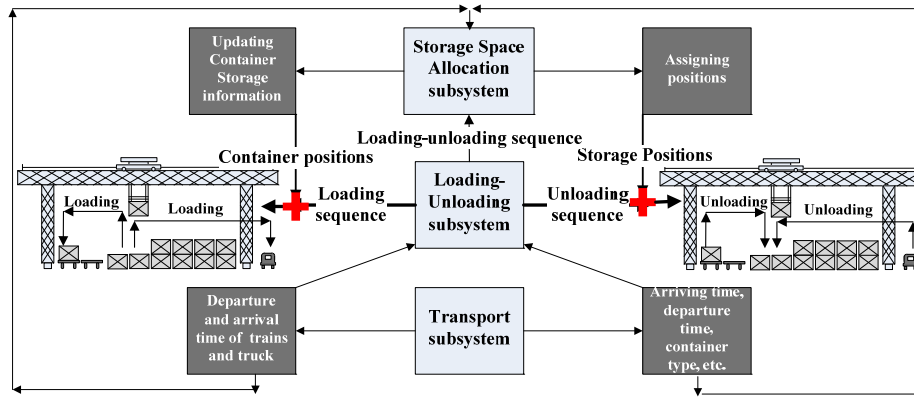 Updating
Container
Storage
information
Storage Space
Allocation
subsystem
Assigning
positions
Loading-unloading sequence
Container positions
Storage Positions
Loading
Loading
Loading
sequence
Loading-
Unloading
subsystem
Unloading
sequence
Unloading
Unloading
Departure
and arrival
time of trains
and truck
Transport
subsystem
Arriving time,
departure
time,
container
type, etc.